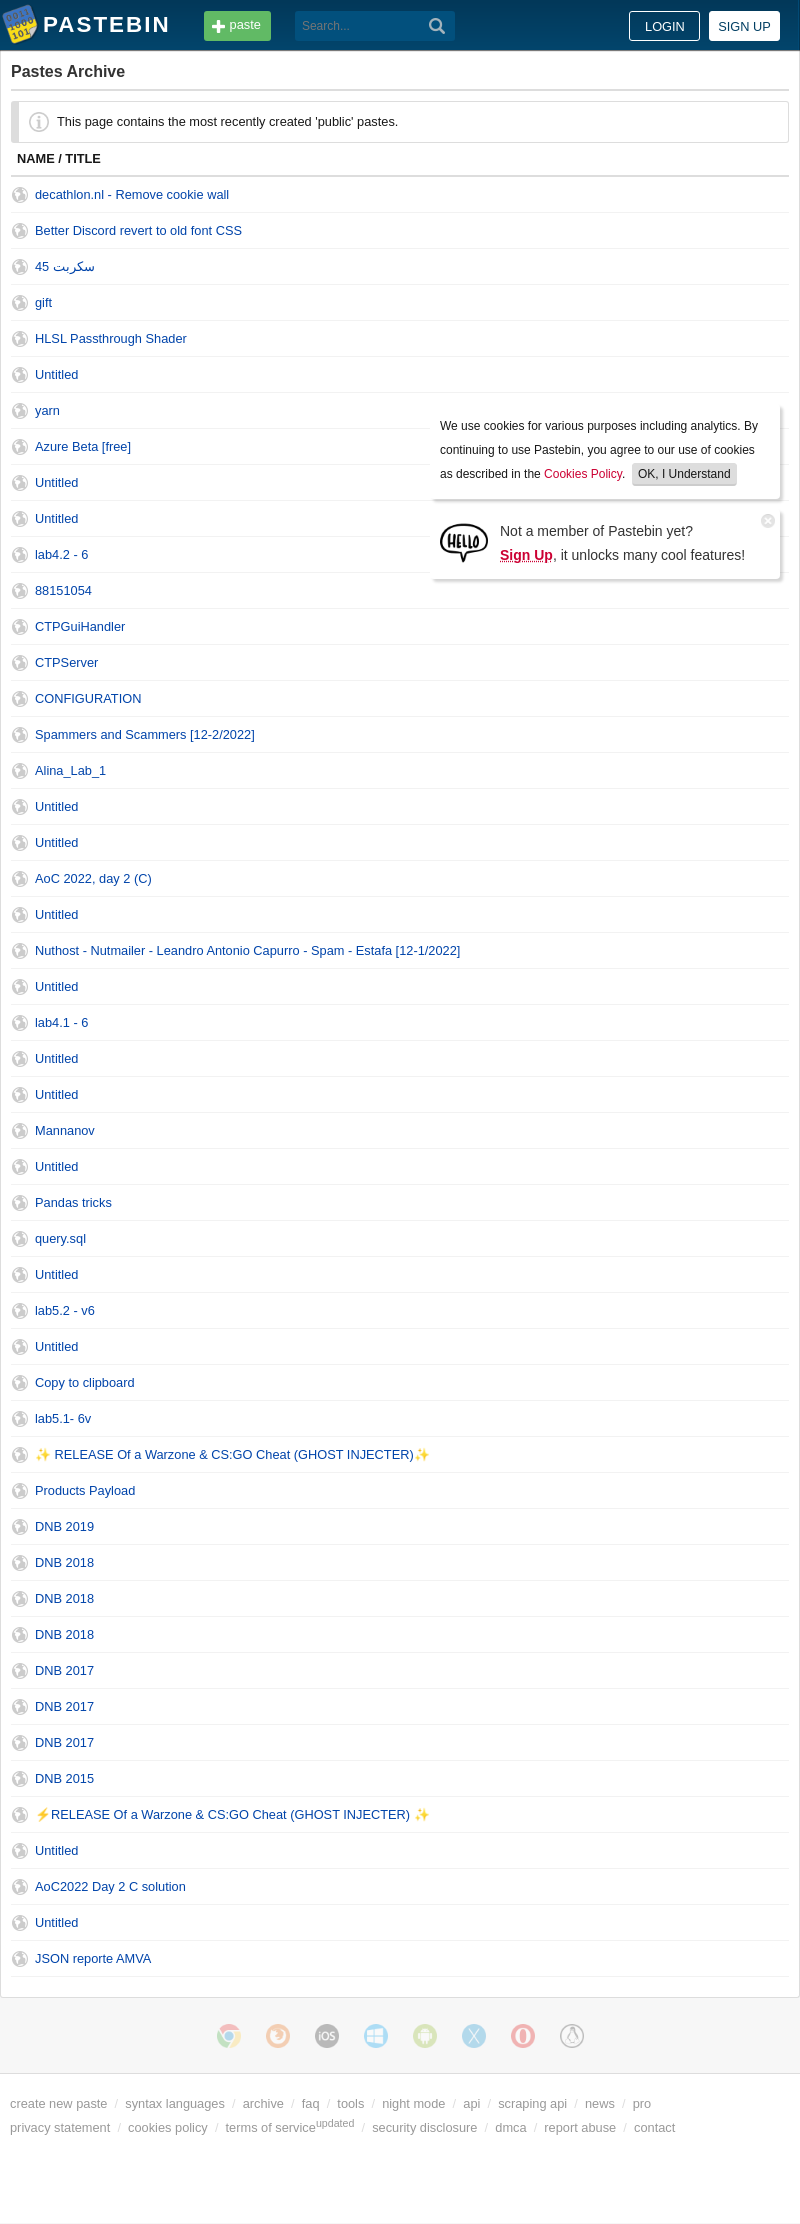 PASTEBIN
paste
Search...
LOGIN
SIGN UP
Pastes Archive
This page contains the most recently created 'public' pastes.
NAME / TITLE
decathlon.nl - Remove cookie wall
Better Discord revert to old font CSS
سكربت 45
gift
HLSL Passthrough Shader
Untitled
yarn
Azure Beta [free]
Untitled
Untitled
lab4.2 - 6
88151054
We use cookies for various purposes including analytics. By
continuing to use Pastebin, you agree to our use of cookies
as described in the Cookies Policy. OK, I Understand
HELLO
Not a member of Pastebin yet?
Sign Up, it unlocks many cool features!
CTPGuiHandler
CTPServer
CONFIGURATION
Spammers and Scammers [12-2/2022]
Alina_Lab_1
Untitled
Untitled
AoC 2022, day 2 (C)
Untitled
Nuthost - Nutmailer - Leandro Antonio Capurro - Spam - Estafa [12-1/2022]
Untitled
lab4.1 - 6
Untitled
Untitled
Mannanov
Untitled
Pandas tricks
query.sql
Untitled
lab5.2 - v6
Untitled
Copy to clipboard
lab5.1- 6v
✨ RELEASE Of a Warzone & CS:GO Cheat (GHOST INJECTER)✨
Products Payload
DNB 2019
DNB 2018
DNB 2018
DNB 2018
DNB 2017
DNB 2017
DNB 2017
DNB 2015
⚡RELEASE Of a Warzone & CS:GO Cheat (GHOST INJECTER) ✨
Untitled
AoC2022 Day 2 C solution
Untitled
JSON reporte AMVA
iOS
create new paste / syntax languages / archive / faq / tools / night mode / api / scraping api / news / pro
privacy statement / cookies policy / terms of service updated / security disclosure / dmca / report abuse / contact